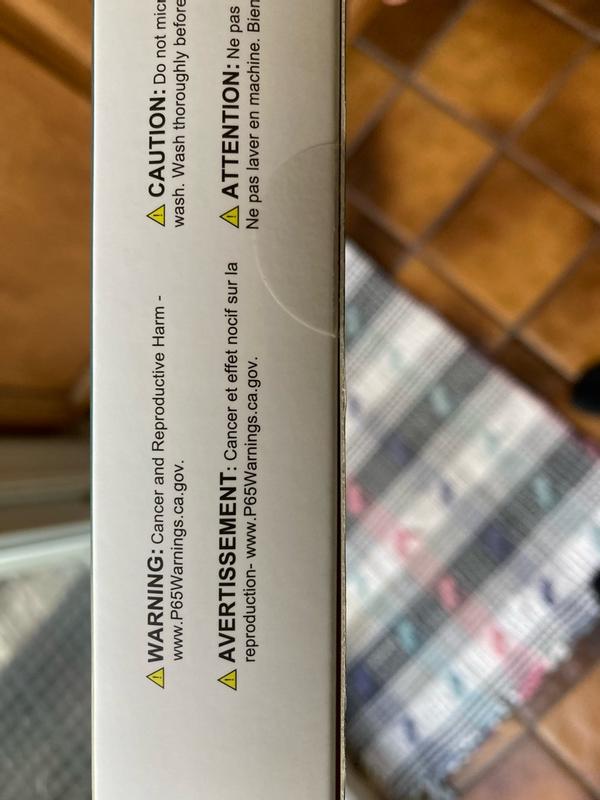 WARNING: Cancer and Reproductive Harm -
www.P65Warnings.ca.gov.
AVERTISSEMENT: Cancer et effet nocif sur la
reproduction- www.P65Warnings.ca.gov.
CAUTION: Do not
wash. Wash thoroughly before
ATTENTION: Ne pas
Ne pas laver en machine. Bien